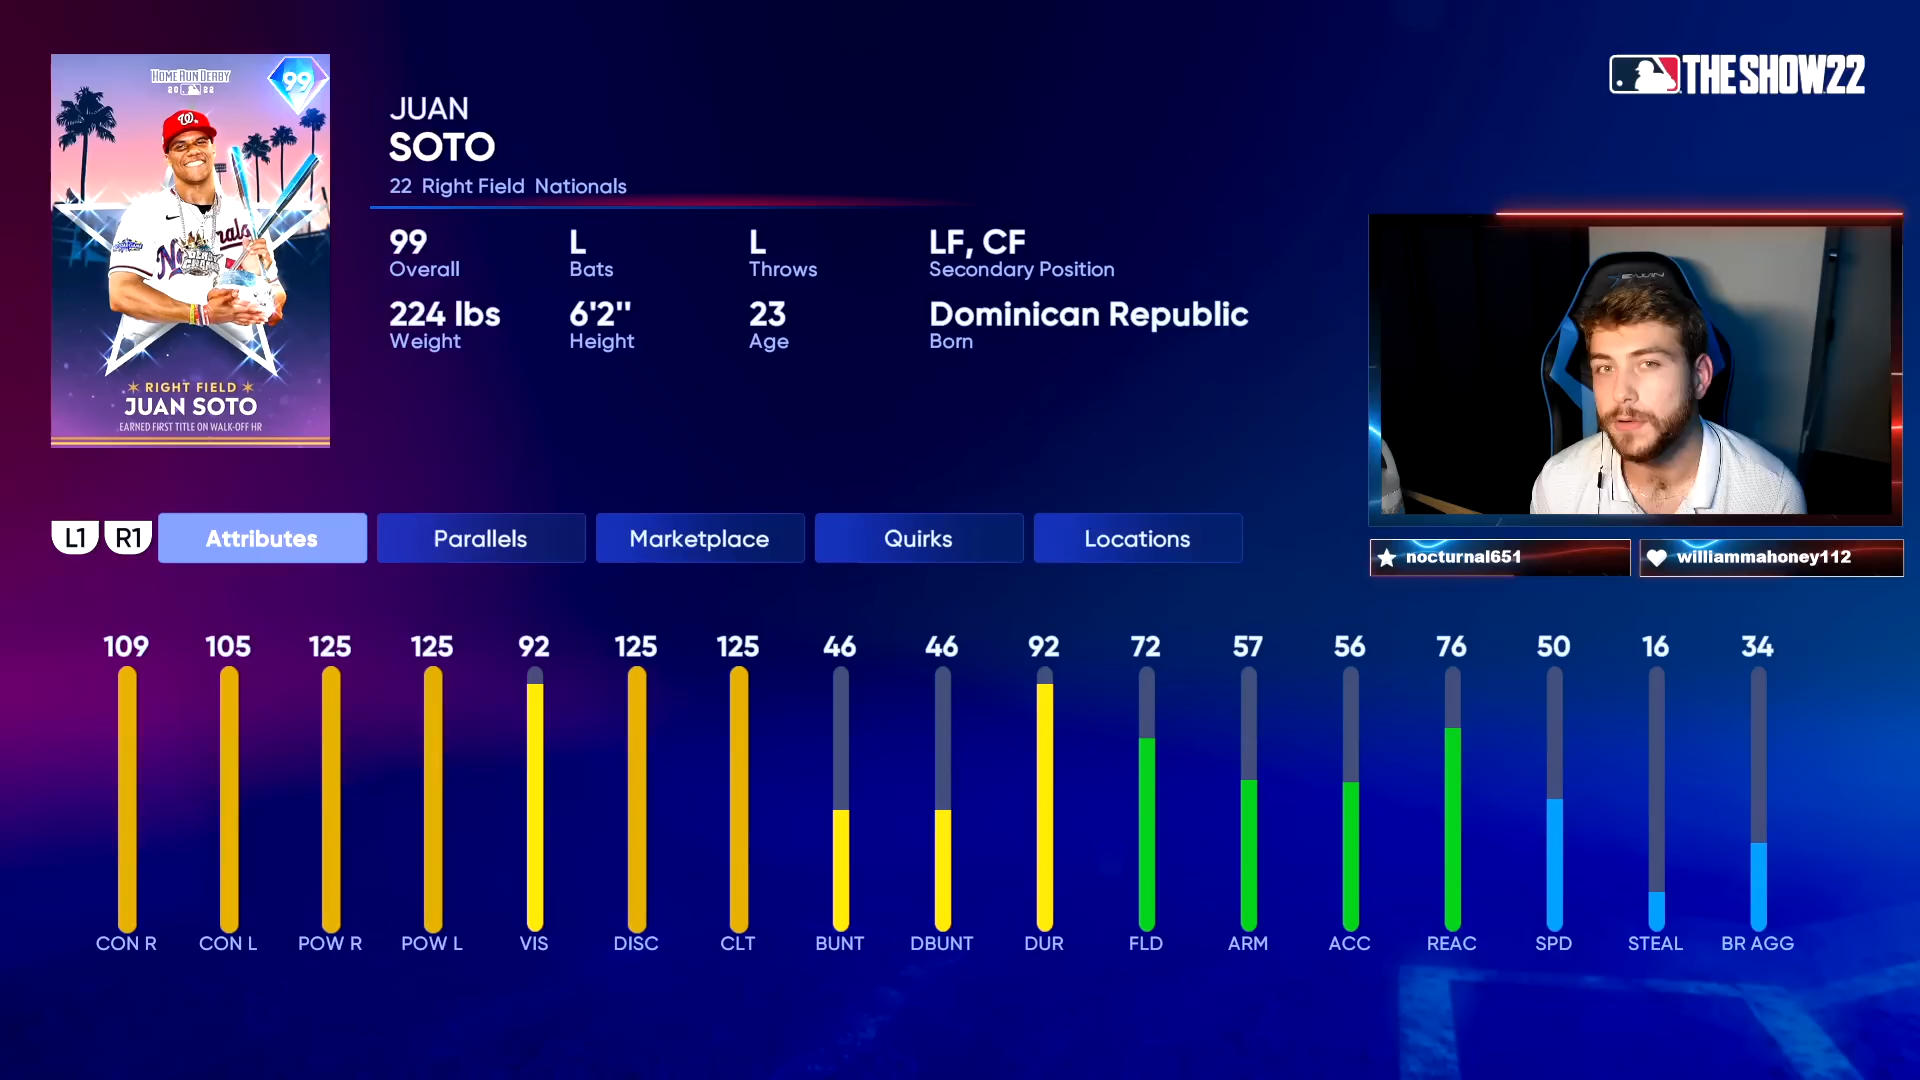 HOME RUN DERBY
20 22
99
RIGHT FIELD
JUAN SOTO
EARNED FIRST TITLE ON WALK-OFF HR
JUAN
SOTO
22 Right Field Nationals
99 L L LF, CF
Overall Bats Throws Secondary Position
224 lbs 6'2" 23 Dominican Republic
Weight Height Age Born
THE SHOW22
L1 R1 Attributes Parallels Marketplace Quirks Locations
nocturnal651 williammahoney112
109 105 125 125 92 125 125 46 46 92 72 57 56 76 50 16 34
CON R CON L POW R POW L VIS DISC CLT BUNT DBUNT DUR FLD ARM ACC REAC SPD STEAL BR AGG